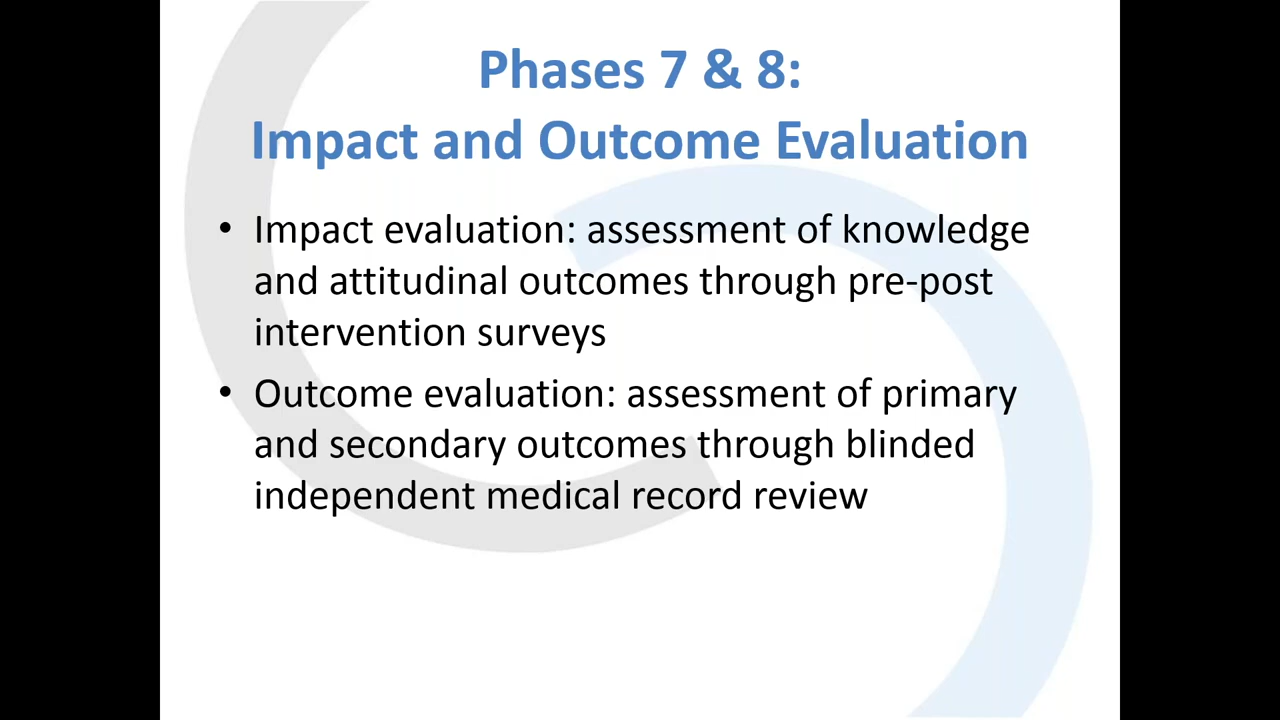 Phases 7 & 8:
Impact and Outcome Evaluation
• Impact evaluation: assessment of knowledge
and attitudinal outcomes through pre-post
intervention surveys
• Outcome evaluation: assessment of primary
and secondary outcomes through blinded
independent medical record review